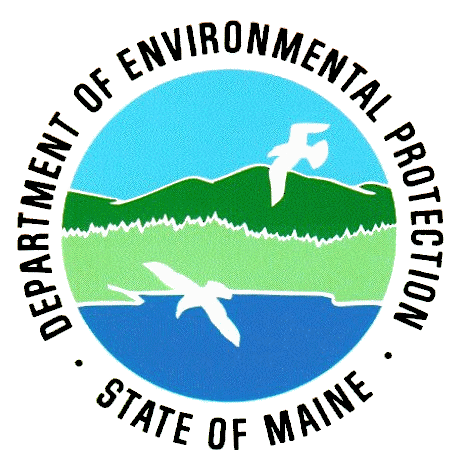 DEPARTMENT OF ENVIRONMENTAL PROTECTION
STATE OF MAINE